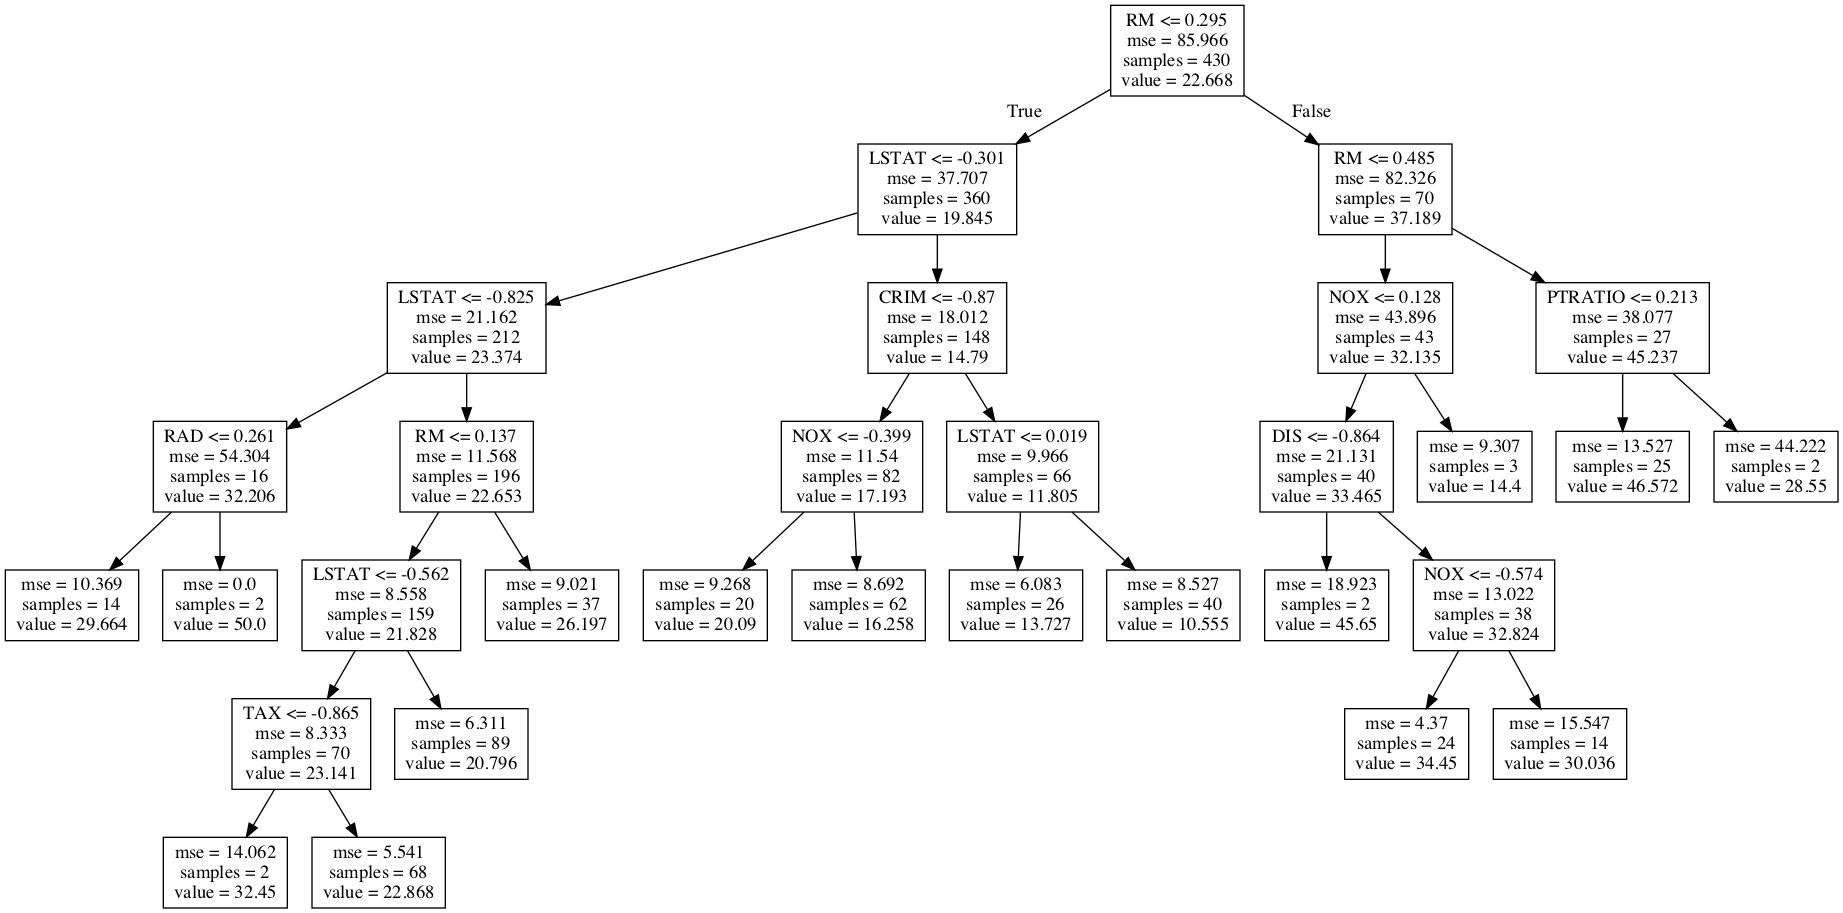 RM <= 0.295
mse = 85.966
samples = 430
value = 22.668
True
False
LSTAT <= -0.301
mse = 37.707
samples = 360
value = 19.845
RM <= 0.485
mse = 82.326
samples = 70
value = 37.189
LSTAT <= -0.825
mse = 21.162
samples = 212
value = 23.374
CRIM <= -0.87
mse = 18.012
samples = 148
value = 14.79
NOX <= 0.128
mse = 43.896
samples = 43
value = 32.135
PTRATIO <= 0.213
mse = 38.077
samples = 27
value = 45.237
RAD <= 0.261
mse = 54.304
samples = 16
value = 32.206
RM <= 0.137
mse = 11.568
samples = 196
value = 22.653
NOX <= -0.399
mse = 11.54
samples = 82
value = 17.193
LSTAT <= 0.019
mse = 9.966
samples = 66
value = 11.805
DIS <= -0.864
mse = 21.131
samples = 40
value = 33.465
mse = 9.307
samples = 3
value = 14.4
mse = 13.527
samples = 25
value = 46.572
mse = 44.222
samples = 2
value = 28.55
mse = 10.369
samples = 14
value = 29.664
mse = 0.0
samples = 2
value = 50.0
LSTAT <= -0.562
mse = 8.558
samples = 159
value = 21.828
mse = 9.021
samples = 37
value = 26.197
mse = 9.268
samples = 20
value = 20.09
mse = 8.692
samples = 62
value = 16.258
mse = 6.083
samples = 26
value = 13.727
mse = 8.527
samples = 40
value = 10.555
mse = 18.923
samples = 2
value = 45.65
NOX <= -0.574
mse = 13.022
samples = 38
value = 32.824
TAX <= -0.865
mse = 8.333
samples = 70
value = 23.141
mse = 6.311
samples = 89
value = 20.796
mse = 4.37
samples = 24
value = 34.45
mse = 15.547
samples = 14
value = 30.036
mse = 14.062
samples = 2
value = 32.45
mse = 5.541
samples = 68
value = 22.868